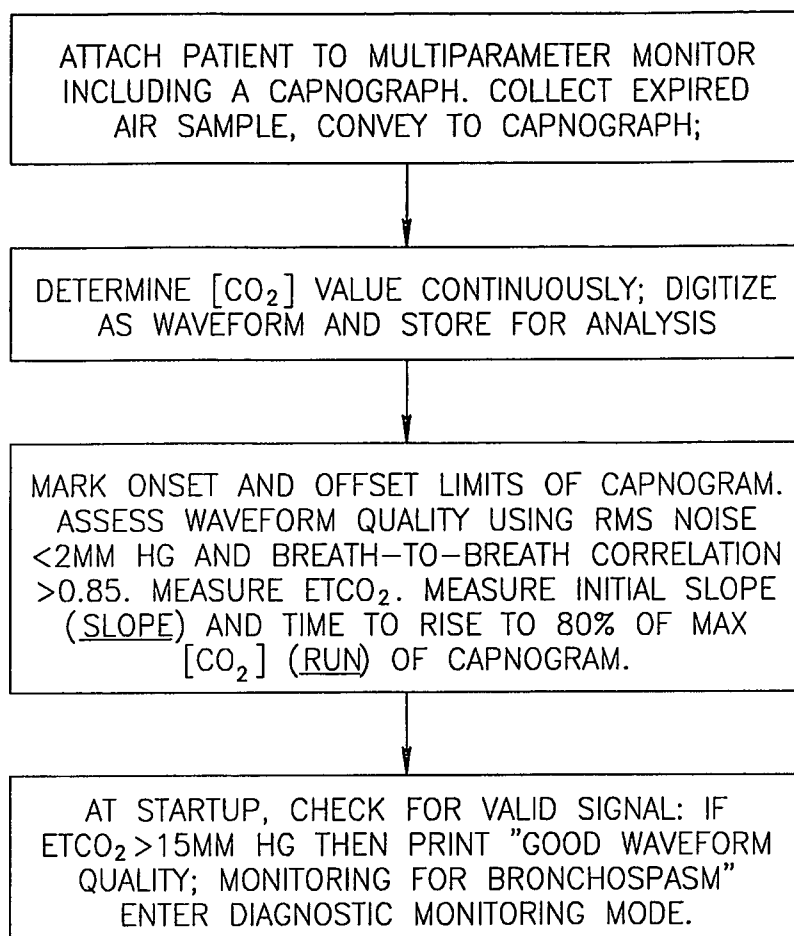 ATTACH PATIENT TO MULTIPARAMETER MONITOR
INCLUDING A CAPNOGRAPH. COLLECT EXPIRED
AIR SAMPLE, CONVEY TO CAPNOGRAPH;
DETERMINE [CO₂] VALUE CONTINUOUSLY; DIGITIZE
AS WAVEFORM AND STORE FOR ANALYSIS
MARK ONSET AND OFFSET LIMITS OF CAPNOGRAM.
ASSESS WAVEFORM QUALITY USING RMS NOISE
<2MM HG AND BREATH-TO-BREATH CORRELATION
>0.85. MEASURE ETCO₂. MEASURE INITIAL SLOPE
(SLOPE) AND TIME TO RISE TO 80% OF MAX
[CO₂] (RUN) OF CAPNOGRAM.
AT STARTUP, CHECK FOR VALID SIGNAL: IF
ETCO₂>15MM HG THEN PRINT "GOOD WAVEFORM
QUALITY; MONITORING FOR BRONCHOSPASM"
ENTER DIAGNOSTIC MONITORING MODE.